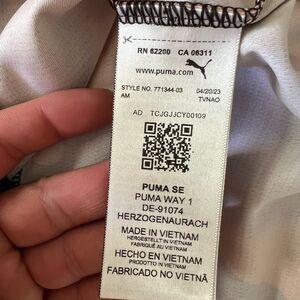 RN 62200 CA 06311
www.puma.com
STYLE NO. 771344-03 04/20/23
AM TVNAO
AD TCJGJJCY00109
PUMA SE
PUMA WAY 1
DE-91074
HERZOGENAURACH
MADE IN VIETNAM
HERGESTELLT IN VIETNAM
FABRIQUÉ AU VIETNAM
HECHO EN VIETNAM
PRODOTTO IN VIETNAM
FABRICADO NO VIETNÃ